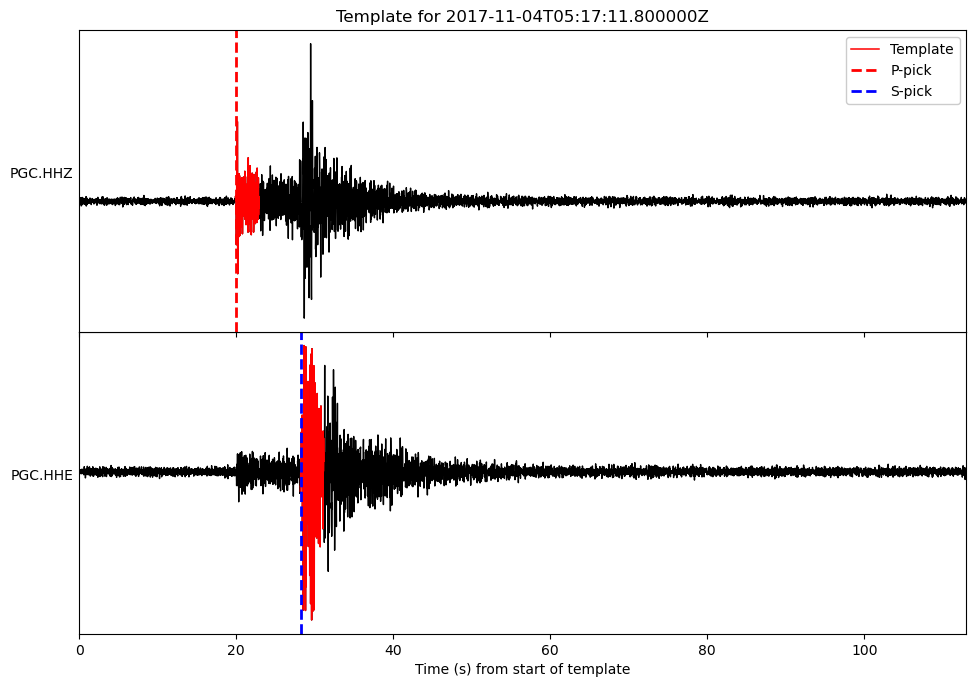 Template for 2017-11-04T05:17:11.800000Z
Template
P-pick
S-pick
PGC.HHZ
PGC.HHE
0 20 40 60 80 100
Time (s) from start of template